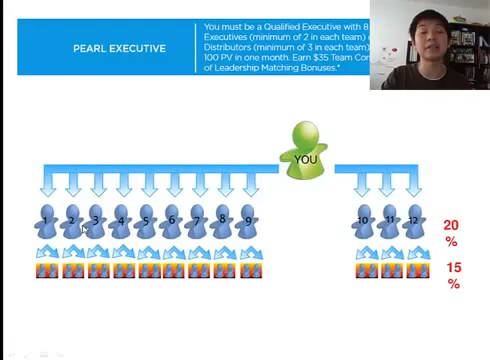 PEARL EXECUTIVE
You must be a Qualified Executive with 8
Executives (minimum of 2 in each team)
Distributors (minimum of 3 in each team)
100 PV in one month. Earn $35 Team
of Leadership Matching Bonuses.*
YOU
1 2 3 4 5 6 7 8 9 10 11 12
20
%
15
%